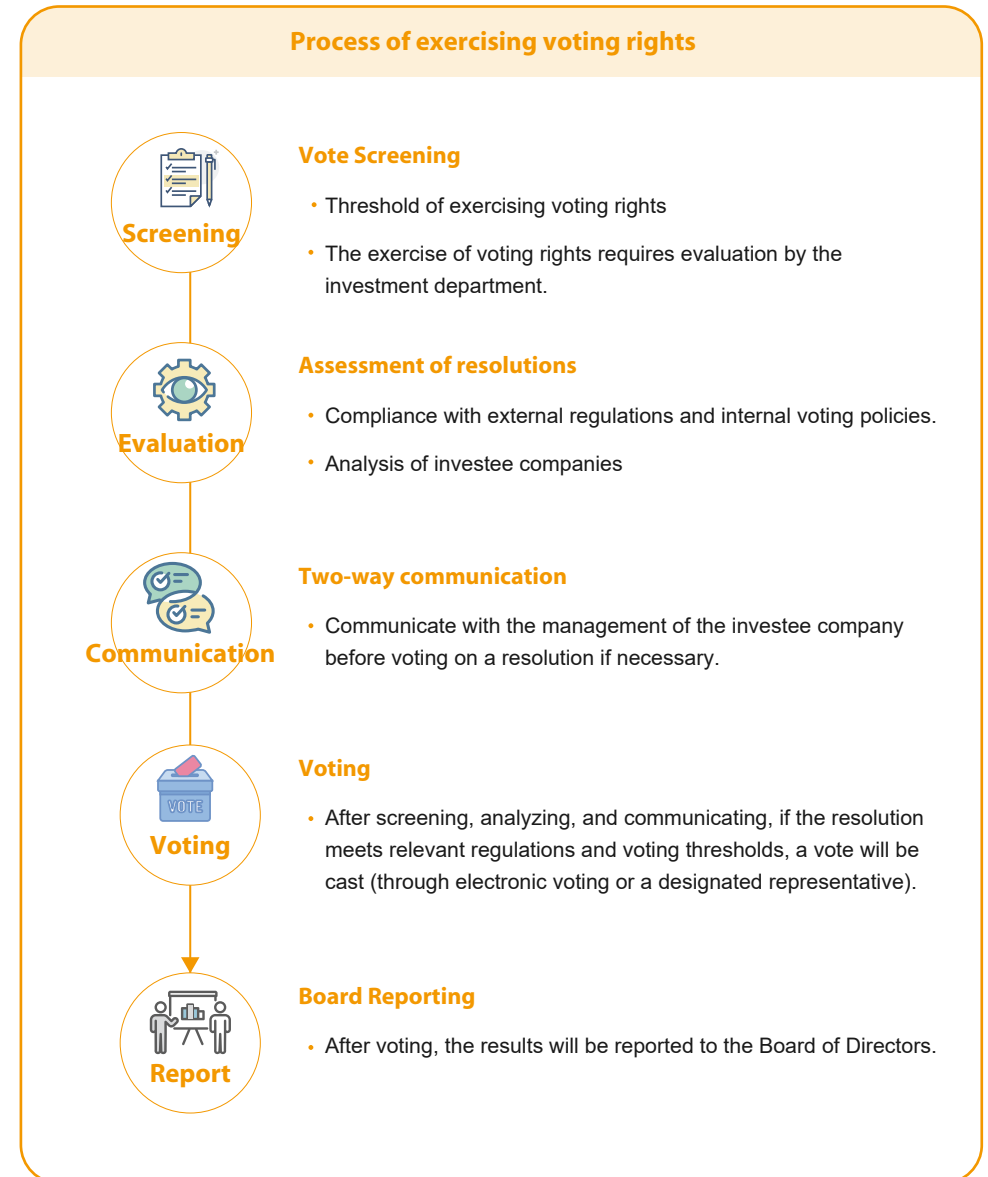 Process of exercising voting rights
Screening
Vote Screening
• Threshold of exercising voting rights
• The exercise of voting rights requires evaluation by the
investment department.
Evaluation
Assessment of resolutions
• Compliance with external regulations and internal voting policies.
• Analysis of investee companies
Communication
Two-way communication
• Communicate with the management of the investee company
before voting on a resolution if necessary.
VOTE
Voting
Voting
• After screening, analyzing, and communicating, if the resolution
meets relevant regulations and voting thresholds, a vote will be
cast (through electronic voting or a designated representative).
Report
Board Reporting
• After voting, the results will be reported to the Board of Directors.